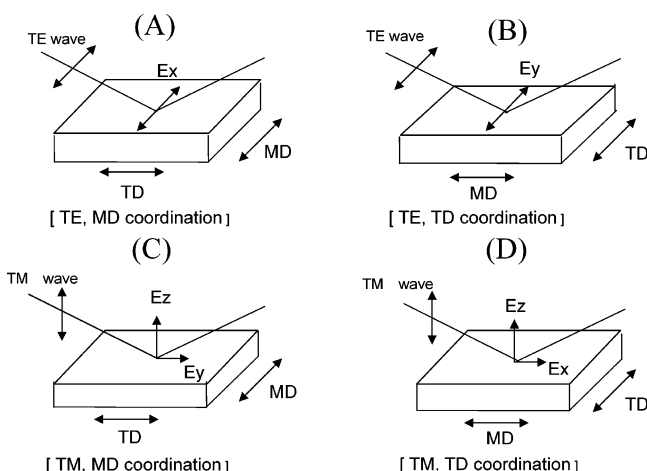 (A)
TE wave
Ex
MD
TD
[ TE, MD coordination ]
(B)
TE wave
Ey
TD
MD
[ TE, TD coordination ]
(C)
TM wave
Ez
Ey
MD
TD
[ TM, MD coordination ]
(D)
TM wave
Ez
Ex
TD
MD
[ TM, TD coordination ]